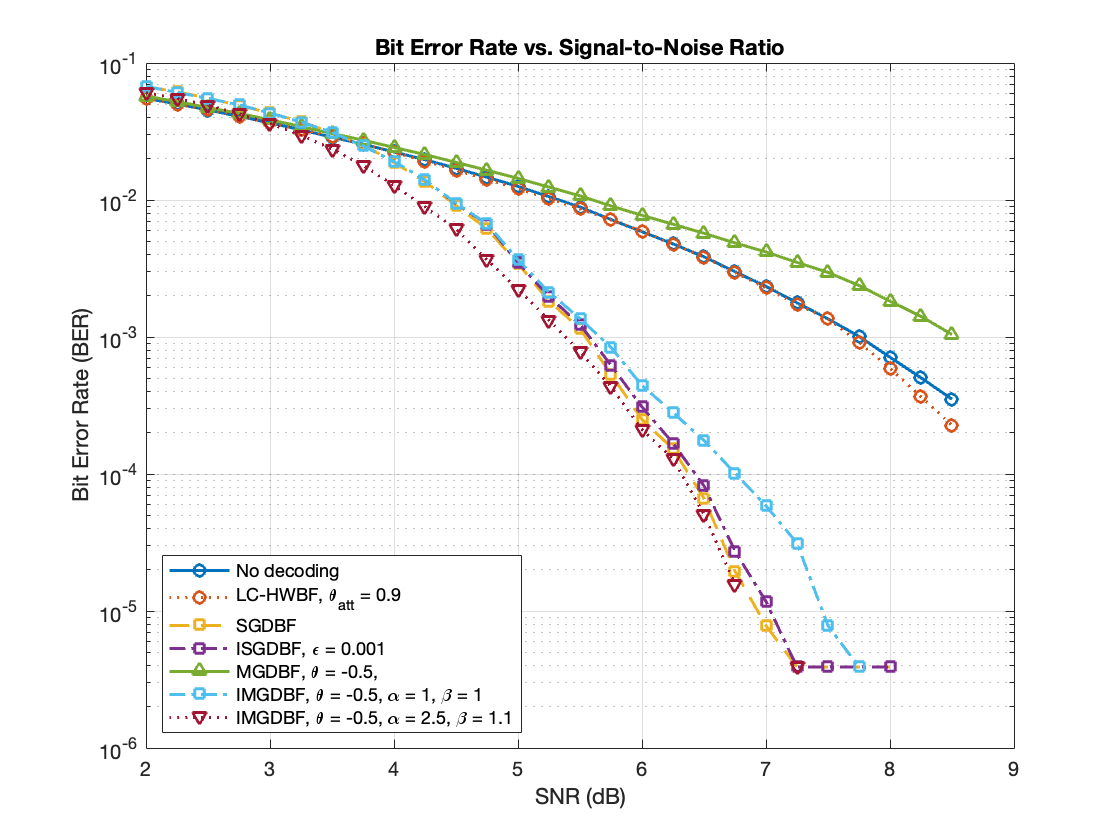 Bit Error Rate vs. Signal-to-Noise Ratio
Bit Error Rate (BER)
10^-1
10^-2
10^-3
10^-4
10^-5
10^-6
No decoding
LC-HWBF, θ_att = 0.9
SGDBF
ISGDBF, ϵ = 0.001
MGDBF, θ = -0.5,
IMGDBF, θ = -0.5, α = 1, β = 1
IMGDBF, θ = -0.5, α = 2.5, β = 1.1
2 3 4 5 6 7 8 9
SNR (dB)